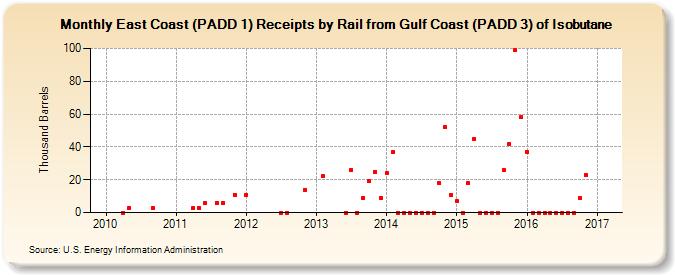 Monthly East Coast (PADD 1) Receipts by Rail from Gulf Coast (PADD 3) of Isobutane
Thousand Barrels
100
80
60
40
20
0
2010 2011 2012 2013 2014 2015 2016 2017
Source: U.S. Energy Information Administration